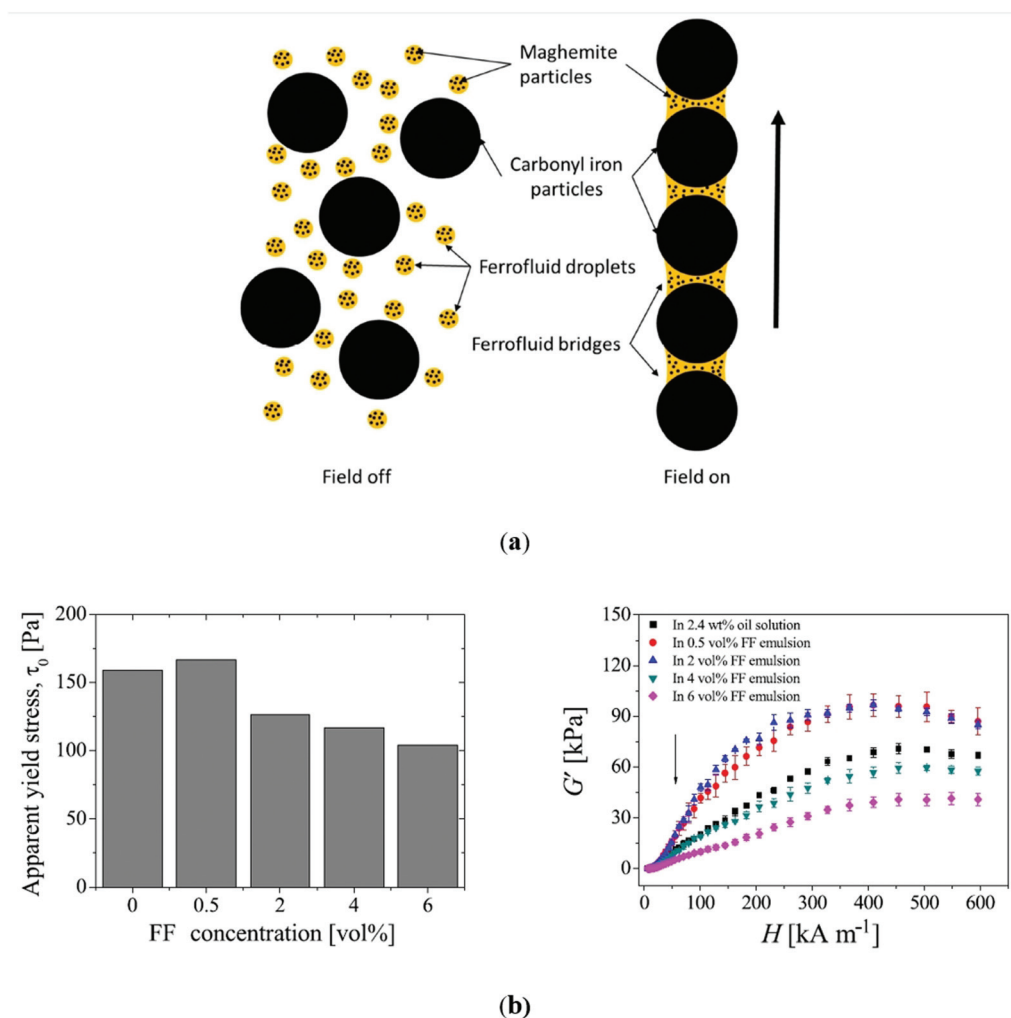 Maghemite
particles
Carbonyl iron
particles
Ferrofluid droplets
Ferrofluid bridges
Field off
Field on
(a)
200
150
100
50
0
Apparent yield stress, τ₀ [Pa]
0 0.5 2 4 6
FF concentration [vol%]
150
120
90
60
30
0
G' [kPa]
In 2.4 wt% oil solution
In 0.5 vol% FF emulsion
In 2 vol% FF emulsion
In 4 vol% FF emulsion
In 6 vol% FF emulsion
0 100 200 300 400 500 600
H [kA m⁻¹]
(b)